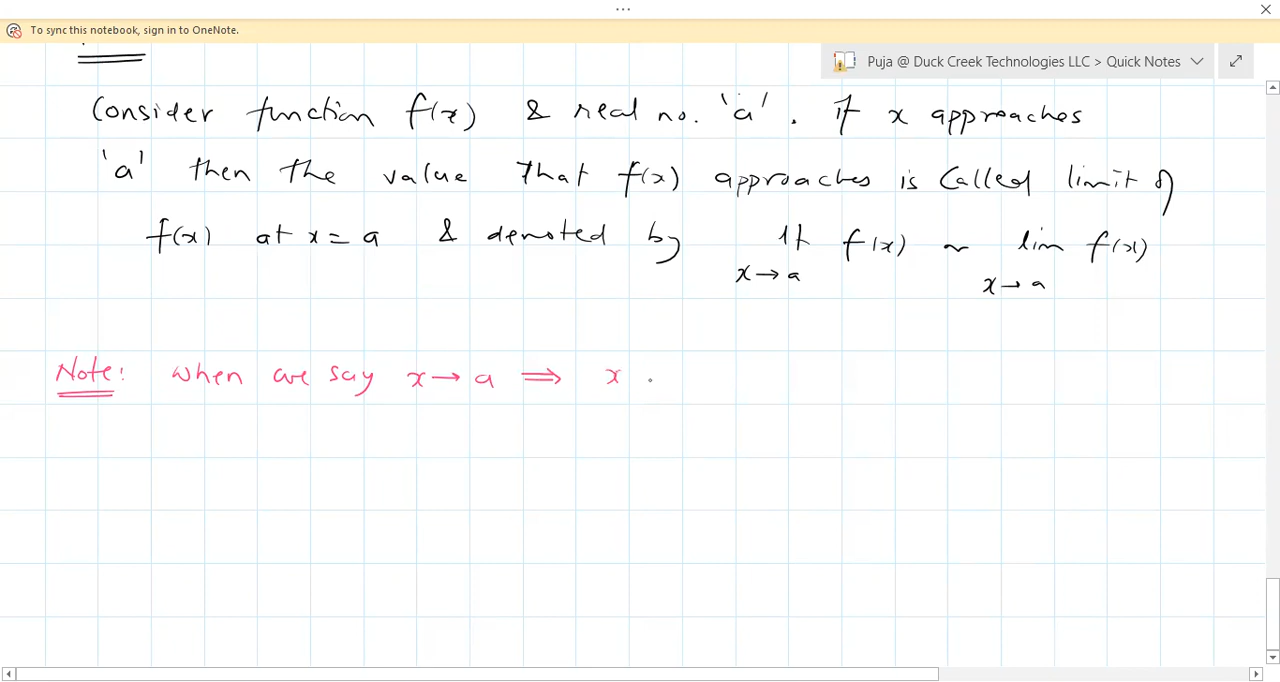 To sync this notebook, sign in to OneNote.
Puja @ Duck Creek Technologies LLC > Quick Notes
Consider function f(x) & real no. 'a'. If x approaches
'a' then the value that f(x) approaches is called limit of
f(x) at x = a & denoted by lt f(x) or lim f(x)
x→a x→a
Note: when we say x → a ⟹ x